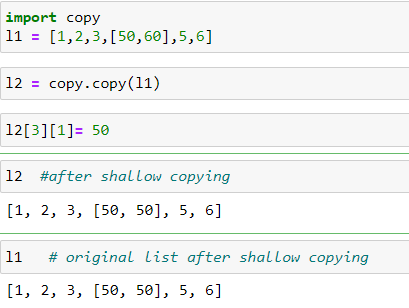 import copy
l1 = [1,2,3,[50,60],5,6]
l2 = copy.copy(l1)
l2[3][1]= 50
l2  #after shallow copying
[1, 2, 3, [50, 50], 5, 6]
l1   # original list after shallow copying
[1, 2, 3, [50, 50], 5, 6]